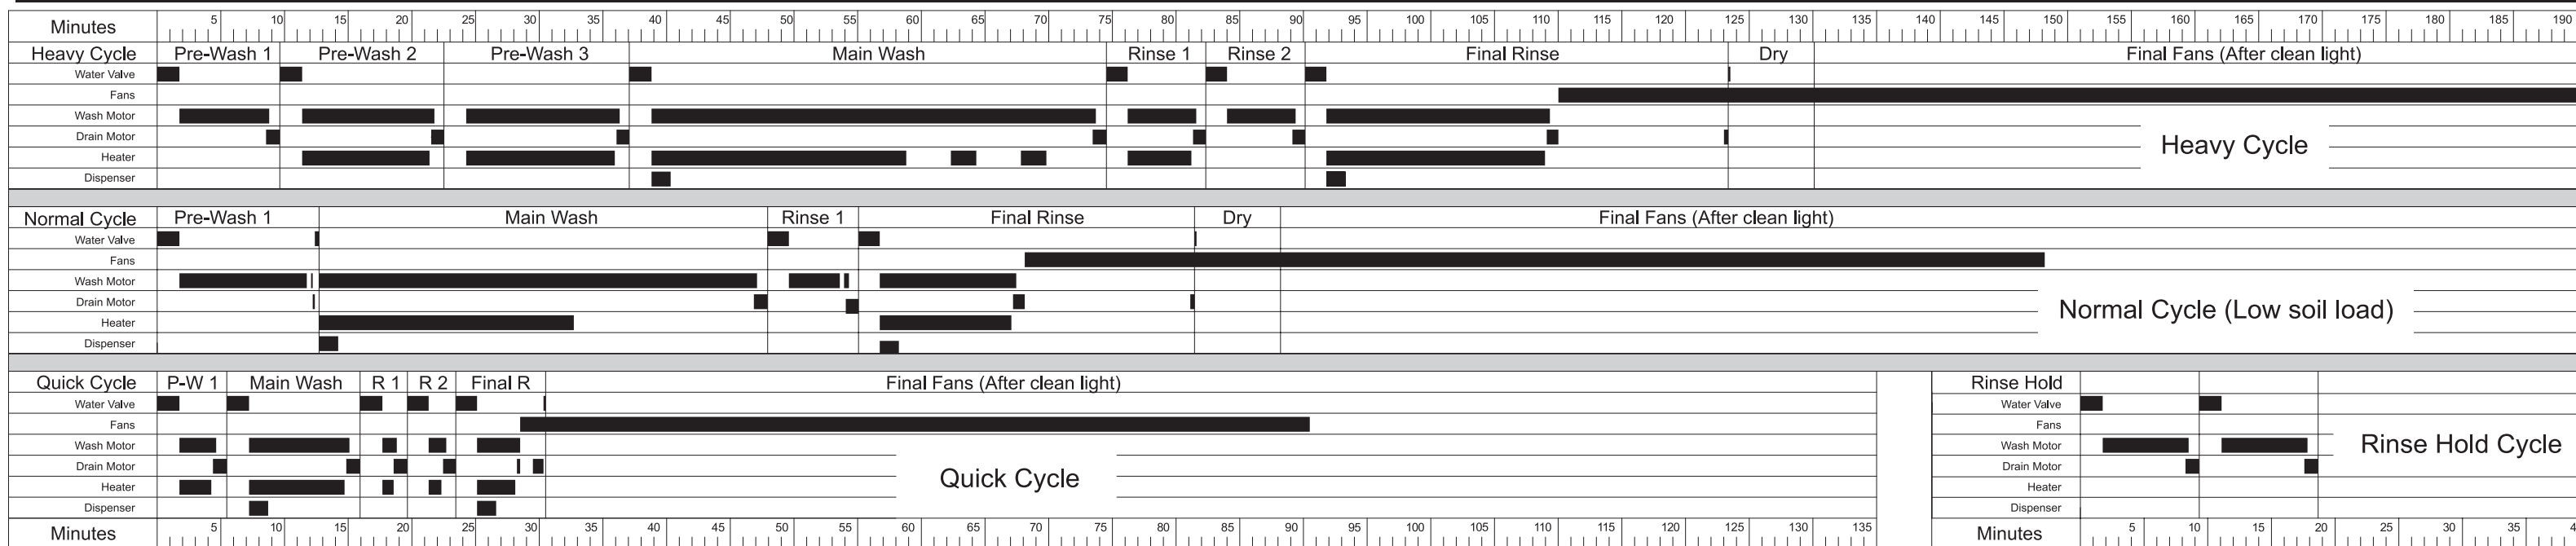 Minutes 5 10 15 20 25 30 35 40 45 50 55 60 65 70 75 80 85 90 95 100 105 110 115 120 125 130 135 140 145 150 155 160 165 170 175 180 185 190
Heavy Cycle Pre-Wash 1 Pre-Wash 2 Pre-Wash 3 Main Wash Rinse 1 Rinse 2 Final Rinse Dry Final Fans (After clean light)
Water Valve
Fans
Wash Motor
Drain Motor
Heater
Dispenser
Heavy Cycle
Normal Cycle Pre-Wash 1 Main Wash Rinse 1 Final Rinse Dry Final Fans (After clean light)
Water Valve
Fans
Wash Motor
Drain Motor
Heater
Dispenser
Normal Cycle (Low soil load)
Quick Cycle P-W 1 Main Wash R 1 R 2 Final R Final Fans (After clean light)
Water Valve
Fans
Wash Motor
Drain Motor
Heater
Dispenser
Quick Cycle
Minutes 5 10 15 20 25 30 35 40 45 50 55 60 65 70 75 80 85 90 95 100 105 110 115 120 125 130 135
Rinse Hold
Water Valve
Fans
Wash Motor
Drain Motor
Heater
Dispenser
Rinse Hold Cycle
Minutes 5 10 15 20 25 30 35